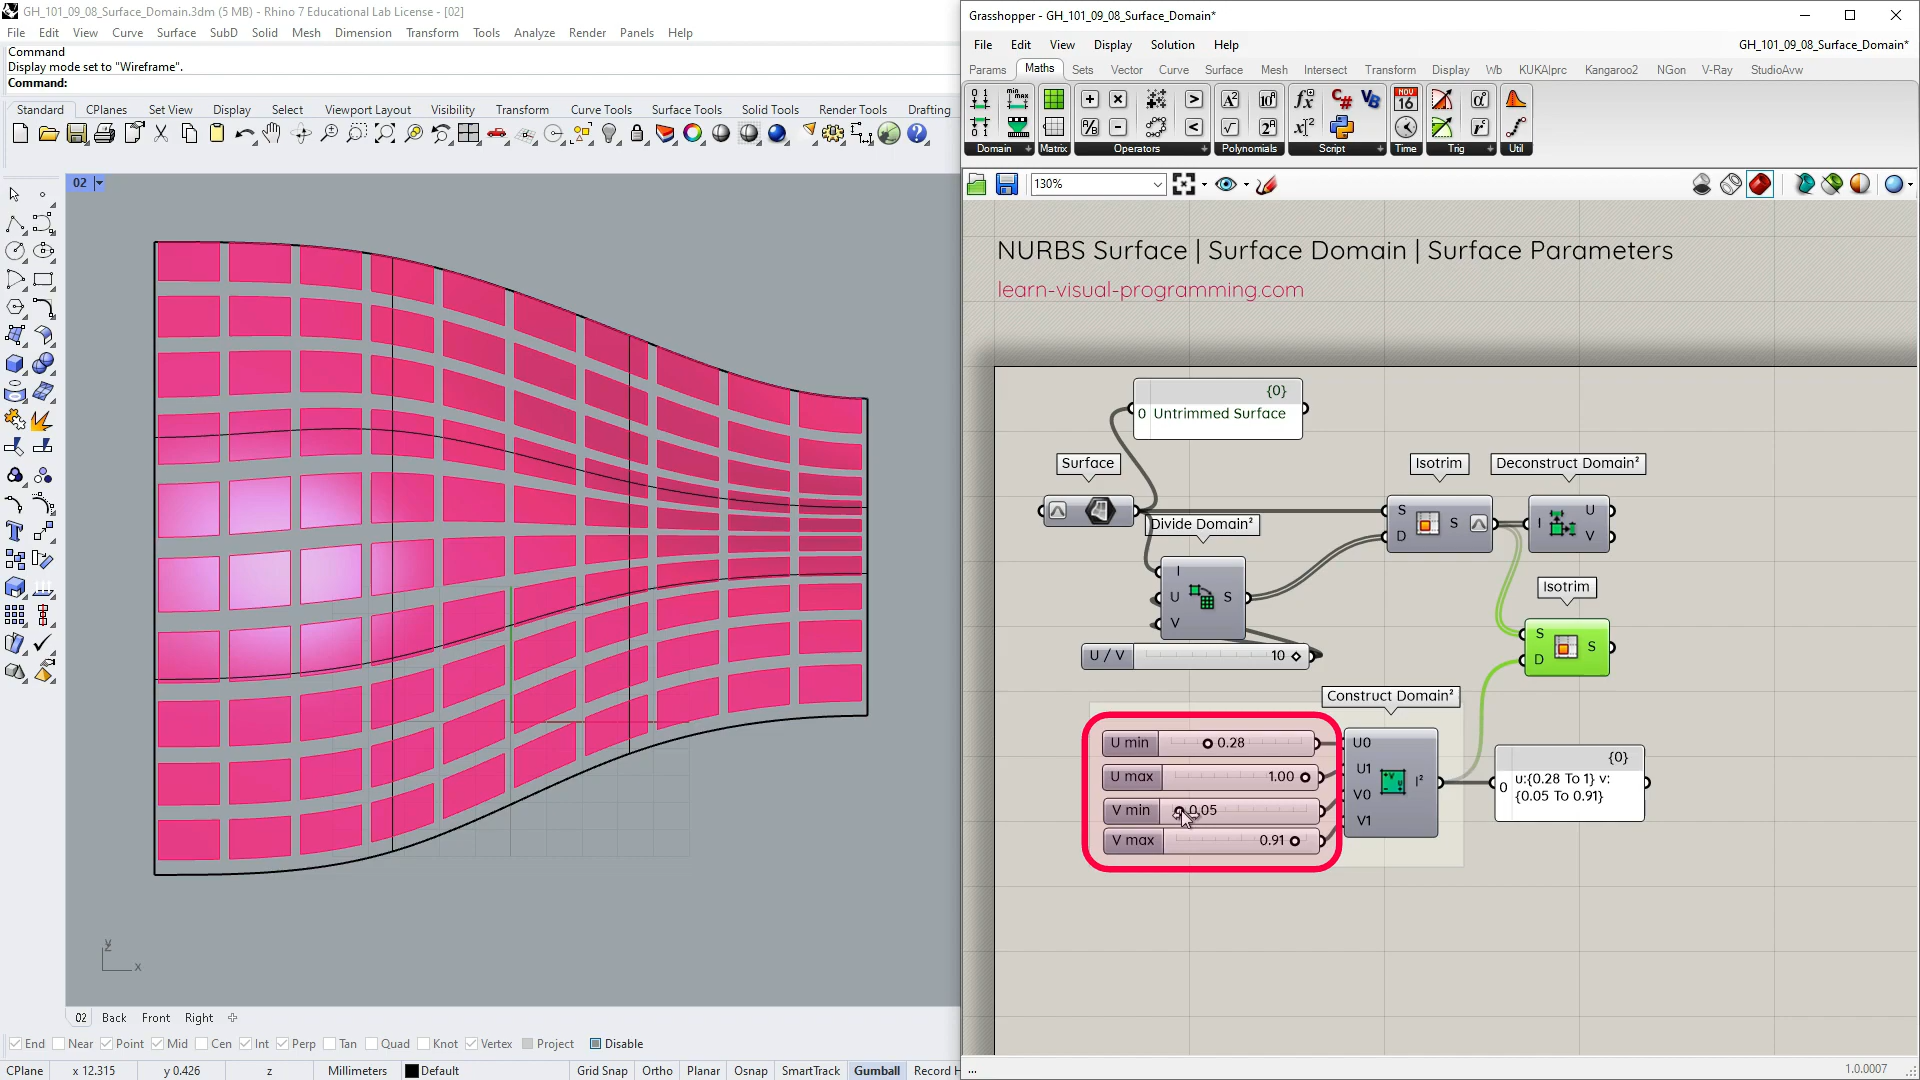 GH_101_09_08_Surface_Domain.3dm (5 MB) - Rhino 7 Educational Lab License - [02]
File Edit View Curve Surface SubD Solid Mesh Dimension Transform Tools Analyze Render Panels Help
Command
Display mode set to "Wireframe".
Command:
Standard CPlanes Set View Display Select Viewport Layout Visibility Transform Curve Tools Surface Tools Solid Tools Render Tools Drafting
02
y
x
02 Back Front Right
End Near Point Mid Cen Int Perp Tan Quad Knot Vertex Project Disable
CPlane x 12.315 y 0.426 z Millimeters Default Grid Snap Ortho Planar Osnap SmartTrack Gumball Record H
Grasshopper - GH_101_09_08_Surface_Domain*
File Edit View Display Solution Help GH_101_09_08_Surface_Domain*
Params Maths Sets Vector Curve Surface Mesh Intersect Transform Display Wb KUKA|prc Kangaroo2 NGon V-Ray StudioAvw
Domain Matrix Operators Polynomials Script Time Trig Util
130%
NURBS Surface | Surface Domain | Surface Parameters
learn-visual-programming.com
{0}
0 Untrimmed Surface
Surface
Isotrim
Deconstruct Domain²
S D S
I U V
Divide Domain²
I U V S
Isotrim
S D S
U / V 10
Construct Domain²
U min 0.28
U max 1.00
V min 0.05
V max 0.91
U0 U1 V0 V1 I²
{0}
0 u:{0.28 To 1} v:
{0.05 To 0.91}
... 1.0.0007